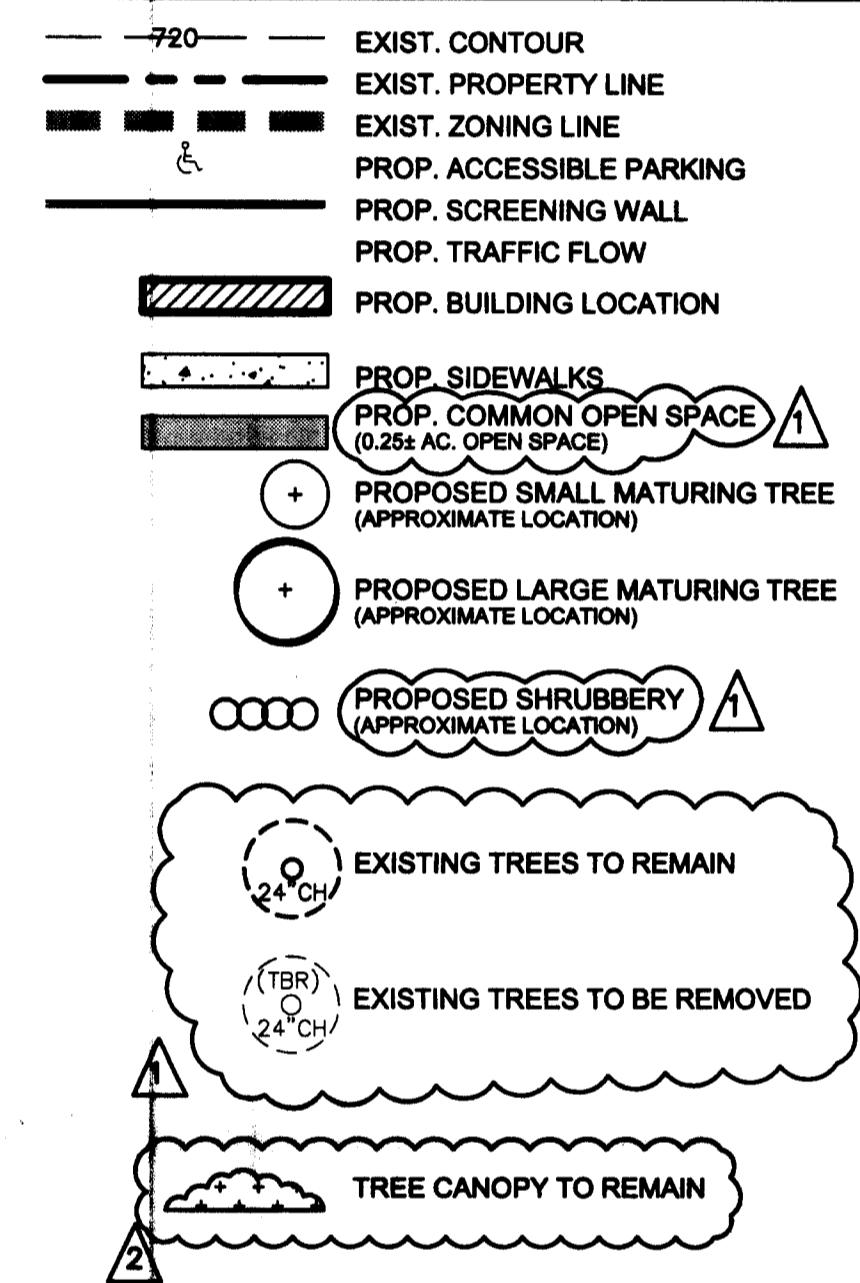 720 EXIST. CONTOUR
EXIST. PROPERTY LINE
EXIST. ZONING LINE
PROP. ACCESSIBLE PARKING
PROP. SCREENING WALL
PROP. TRAFFIC FLOW
PROP. BUILDING LOCATION
PROP. SIDEWALKS
PROP. COMMON OPEN SPACE 1
(0.25± AC. OPEN SPACE)
PROPOSED SMALL MATURING TREE
(APPROXIMATE LOCATION)
PROPOSED LARGE MATURING TREE
(APPROXIMATE LOCATION)
PROPOSED SHRUBBERY 1
(APPROXIMATE LOCATION)
EXISTING TREES TO REMAIN
24"CH
(TBR)
EXISTING TREES TO BE REMOVED
24"CH
1
TREE CANOPY TO REMAIN
2